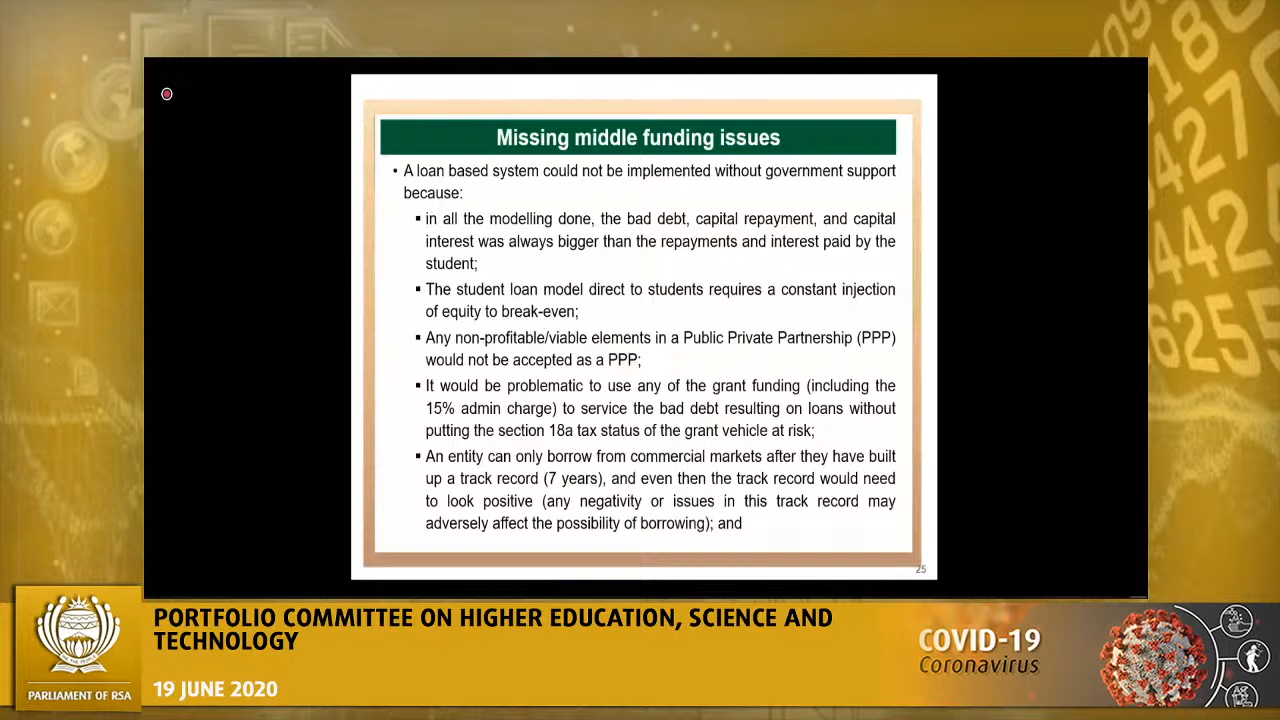 Missing middle funding issues
• A loan based system could not be implemented without government support
because:
▪ in all the modelling done, the bad debt, capital repayment, and capital
interest was always bigger than the repayments and interest paid by the
student;
▪ The student loan model direct to students requires a constant injection
of equity to break-even;
▪ Any non-profitable/viable elements in a Public Private Partnership (PPP)
would not be accepted as a PPP;
▪ It would be problematic to use any of the grant funding (including the
15% admin charge) to service the bad debt resulting on loans without
putting the section 18a tax status of the grant vehicle at risk;
▪ An entity can only borrow from commercial markets after they have built
up a track record (7 years), and even then the track record would need
to look positive (any negativity or issues in this track record may
adversely affect the possibility of borrowing); and
25
PORTFOLIO COMMITTEE ON HIGHER EDUCATION, SCIENCE AND
TECHNOLOGY
19 JUNE 2020
PARLIAMENT OF RSA
COVID-19
Coronavirus